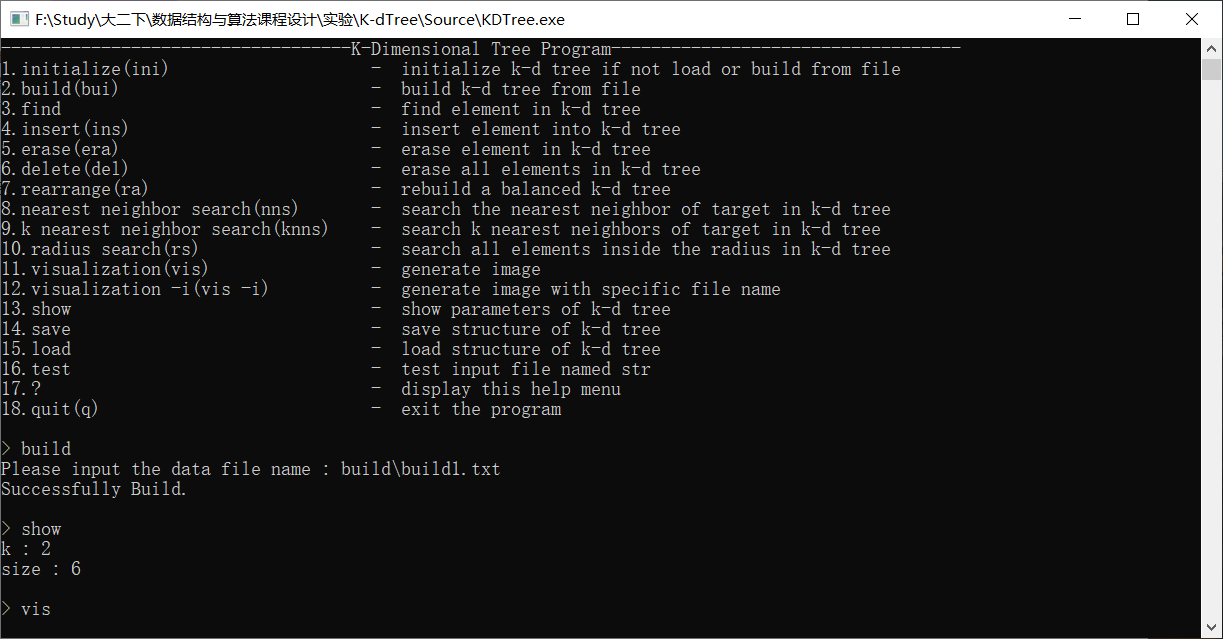 F:\Study\大二下\数据结构与算法课程设计\实验\K-dTree\Source\KDTree.exe
-----------------------------------K-Dimensional Tree Program-----------------------------------
1.initialize(ini) - initialize k-d tree if not load or build from file
2.build(bui) - build k-d tree from file
3.find - find element in k-d tree
4.insert(ins) - insert element into k-d tree
5.erase(era) - erase element in k-d tree
6.delete(del) - erase all elements in k-d tree
7.rearrange(ra) - rebuild a balanced k-d tree
8.nearest neighbor search(nns) - search the nearest neighbor of target in k-d tree
9.k nearest neighbor search(knns) - search k nearest neighbors of target in k-d tree
10.radius search(rs) - search all elements inside the radius in k-d tree
11.visualization(vis) - generate image
12.visualization -i(vis -i) - generate image with specific file name
13.show - show parameters of k-d tree
14.save - save structure of k-d tree
15.load - load structure of k-d tree
16.test - test input file named str
17.? - display this help menu
18.quit(q) - exit the program
> build
Please input the data file name : build\build1.txt
Successfully Build.
> show
k : 2
size : 6
> vis